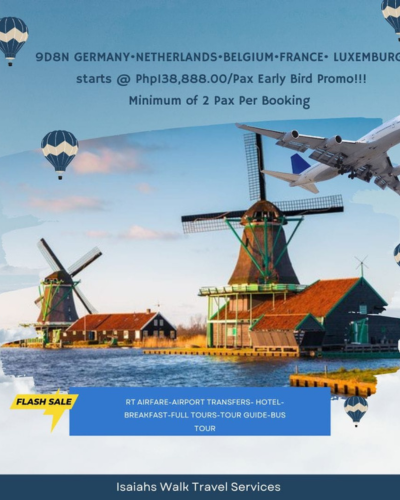 9D8N GERMANY•NETHERLANDS•BELGIUM•FRANCE• LUXEMBURG
starts @ Php138,888.00/Pax Early Bird Promo!!!
Minimum of 2 Pax Per Booking
FLASH SALE
RT AIRFARE-AIRPORT TRANSFERS- HOTEL-
BREAKFAST-FULL TOURS-TOUR GUIDE-BUS
TOUR
Isaiahs Walk Travel Services